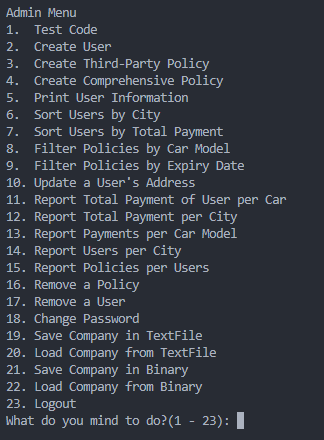 Admin Menu
1.  Test Code
2.  Create User
3.  Create Third-Party Policy
4.  Create Comprehensive Policy
5.  Print User Information
6.  Sort Users by City
7.  Sort Users by Total Payment
8.  Filter Policies by Car Model
9.  Filter Policies by Expiry Date
10. Update a User's Address
11. Report Total Payment of User per Car
12. Report Total Payment per City
13. Report Payments per Car Model
14. Report Users per City
15. Report Policies per Users
16. Remove a Policy
17. Remove a User
18. Change Password
19. Save Company in TextFile
20. Load Company from TextFile
21. Save Company in Binary
22. Load Company from Binary
23. Logout
What do you mind to do?(1 - 23):